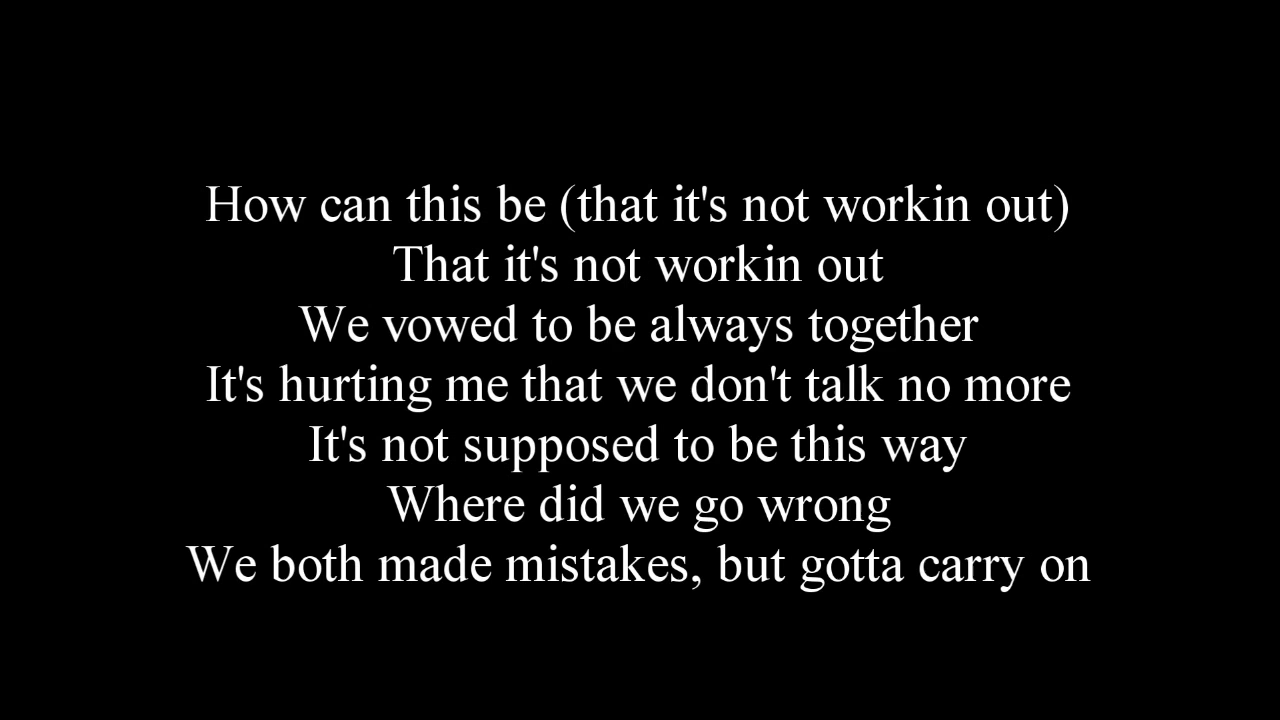 How can this be (that it's not workin out)
That it's not workin out
We vowed to be always together
It's hurting me that we don't talk no more
It's not supposed to be this way
Where did we go wrong
We both made mistakes, but gotta carry on